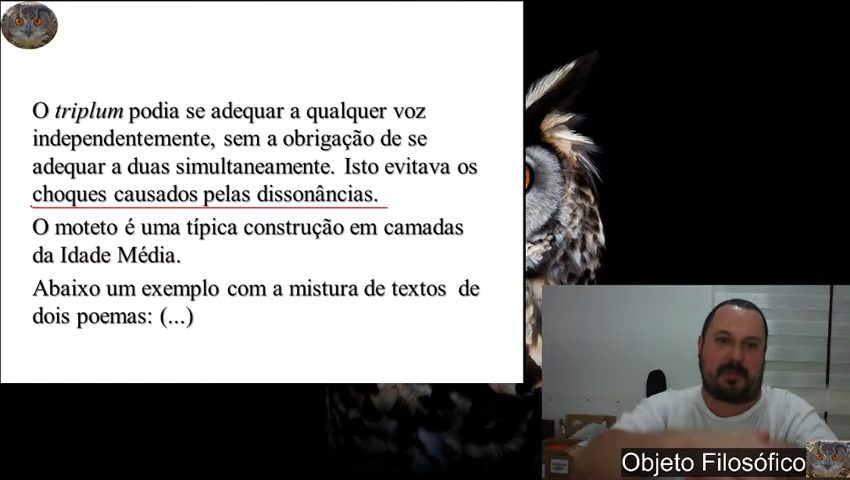 O triplum podia se adequar a qualquer voz
independentemente, sem a obrigação de se
adequar a duas simultaneamente. Isto evitava os
choques causados pelas dissonâncias.
O moteto é uma típica construção em camadas
da Idade Média.
Abaixo um exemplo com a mistura de textos de
dois poemas: (...)
Objeto Filosófico